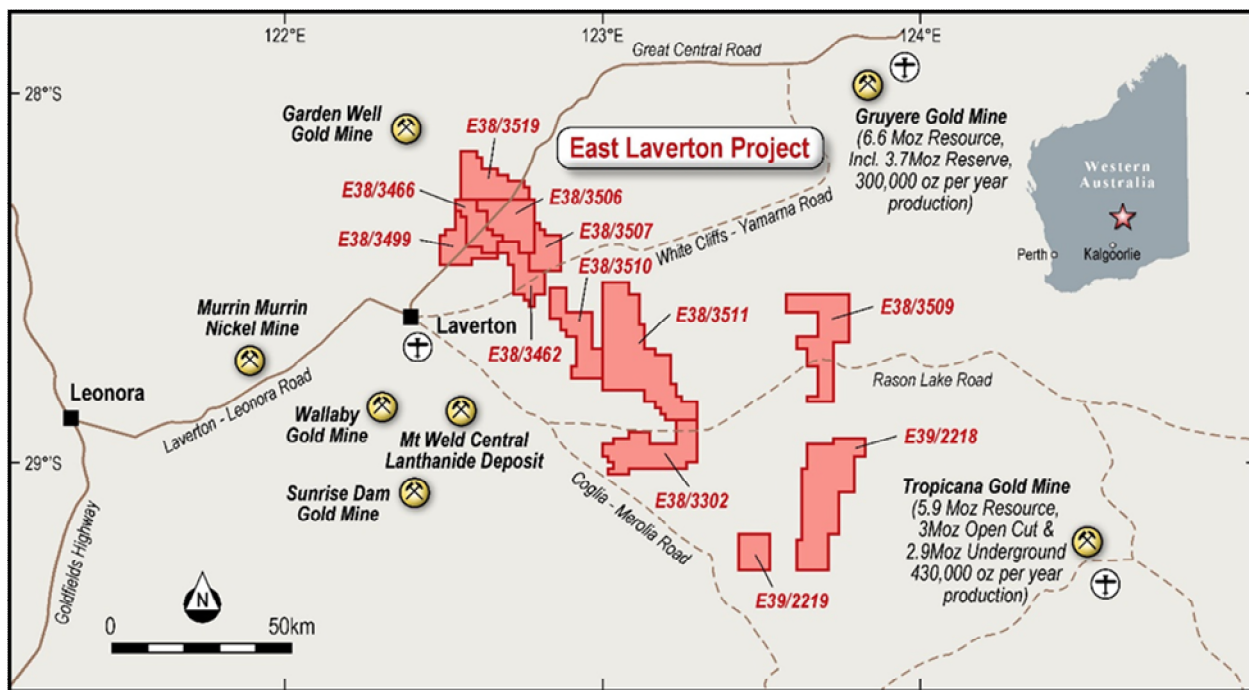 122°E
123°E
124°E
Great Central Road
28°S
Garden Well
Gold Mine
E38/3519
East Laverton Project
Gruyere Gold Mine
(6.6 Moz Resource,
Incl. 3.7Moz Reserve,
300,000 oz per year
production)
Western
Australia
Perth
Kalgoorlie
E38/3466
E38/3506
E38/3499
E38/3507
White Cliffs - Yamarna Road
E38/3510
Murrin Murrin
Nickel Mine
Laverton
E38/3511
E38/3509
E38/3462
Leonora
Laverton - Leonora Road
Rason Lake Road
Wallaby
Gold Mine
Mt Weld Central
Lanthanide Deposit
29°S
E39/2218
Sunrise Dam
Gold Mine
E38/3302
Coglia - Merolia Road
Tropicana Gold Mine
(5.9 Moz Resource,
3Moz Open Cut &
2.9Moz Underground
430,000 oz per year
production)
Goldfields Highway
E39/2219
N
0
50km